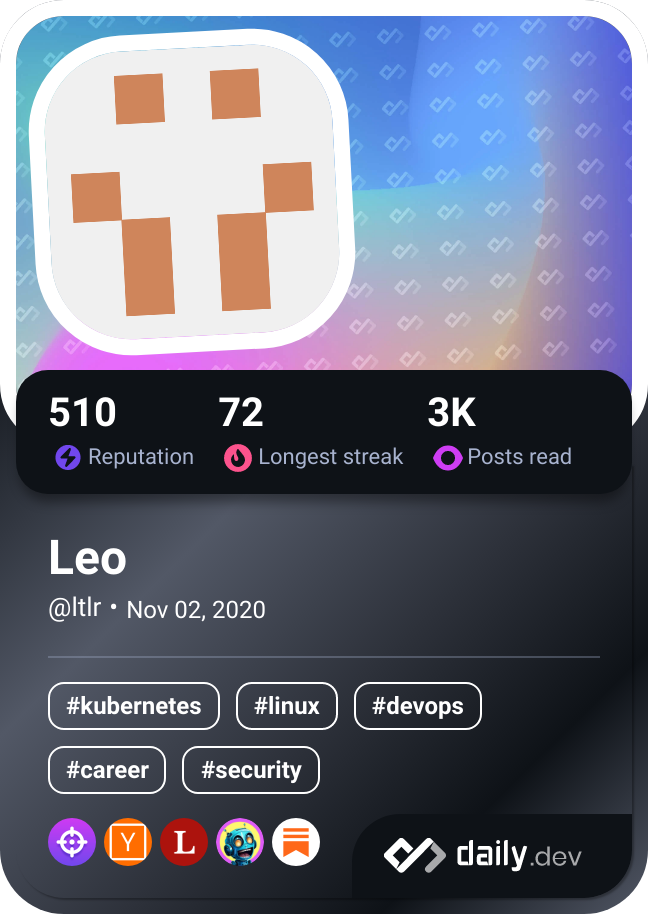 510 72 3K
Reputation Longest streak Posts read
Leo
@ltlr • Nov 02, 2020
#kubernetes #linux #devops
#career #security
Y L daily.dev